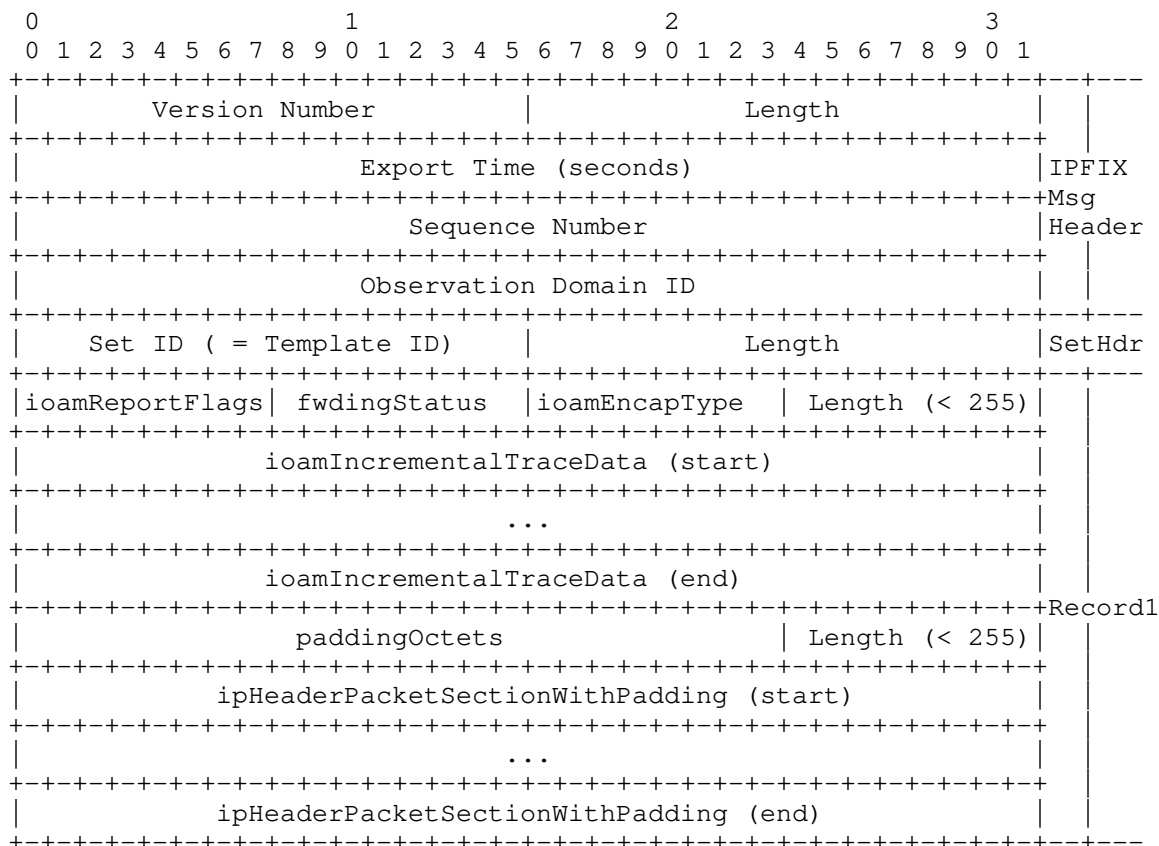 0                   1                   2                   3
0 1 2 3 4 5 6 7 8 9 0 1 2 3 4 5 6 7 8 9 0 1 2 3 4 5 6 7 8 9 0 1
+-+-+-+-+-+-+-+-+-+-+-+-+-+-+-+-+-+-+-+-+-+-+-+-+-+-+-+-+-+-+-+-+--+---
|        Version Number         |             Length            |  |
+-+-+-+-+-+-+-+-+-+-+-+-+-+-+-+-+-+-+-+-+-+-+-+-+-+-+-+-+-+-+-+-+  |
|                     Export Time (seconds)                     |IPFIX
+-+-+-+-+-+-+-+-+-+-+-+-+-+-+-+-+-+-+-+-+-+-+-+-+-+-+-+-+-+-+-+-+Msg
|                        Sequence Number                        |Header
+-+-+-+-+-+-+-+-+-+-+-+-+-+-+-+-+-+-+-+-+-+-+-+-+-+-+-+-+-+-+-+-+  |
|                     Observation Domain ID                     |  |
+-+-+-+-+-+-+-+-+-+-+-+-+-+-+-+-+-+-+-+-+-+-+-+-+-+-+-+-+-+-+-+-+--+---
|    Set ID ( = Template ID)    |             Length            |SetHdr
+-+-+-+-+-+-+-+-+-+-+-+-+-+-+-+-+-+-+-+-+-+-+-+-+-+-+-+-+-+-+-+-+--+---
|ioamReportFlags| fwdingStatus  |ioamEncapType  | Length (< 255)|  |
+-+-+-+-+-+-+-+-+-+-+-+-+-+-+-+-+-+-+-+-+-+-+-+-+-+-+-+-+-+-+-+-+  |
|               ioamIncrementalTraceData (start)                |  |
+-+-+-+-+-+-+-+-+-+-+-+-+-+-+-+-+-+-+-+-+-+-+-+-+-+-+-+-+-+-+-+-+  |
|                              ...                              |  |
+-+-+-+-+-+-+-+-+-+-+-+-+-+-+-+-+-+-+-+-+-+-+-+-+-+-+-+-+-+-+-+-+  |
|               ioamIncrementalTraceData (end)                  |  |
+-+-+-+-+-+-+-+-+-+-+-+-+-+-+-+-+-+-+-+-+-+-+-+-+-+-+-+-+-+-+-+-+Record1
|                 paddingOctets                 | Length (< 255)|  |
+-+-+-+-+-+-+-+-+-+-+-+-+-+-+-+-+-+-+-+-+-+-+-+-+-+-+-+-+-+-+-+-+  |
|            ipHeaderPacketSectionWithPadding (start)           |  |
+-+-+-+-+-+-+-+-+-+-+-+-+-+-+-+-+-+-+-+-+-+-+-+-+-+-+-+-+-+-+-+-+  |
|                              ...                              |  |
+-+-+-+-+-+-+-+-+-+-+-+-+-+-+-+-+-+-+-+-+-+-+-+-+-+-+-+-+-+-+-+-+  |
|            ipHeaderPacketSectionWithPadding (end)             |  |
+-+-+-+-+-+-+-+-+-+-+-+-+-+-+-+-+-+-+-+-+-+-+-+-+-+-+-+-+-+-+-+-+--+---